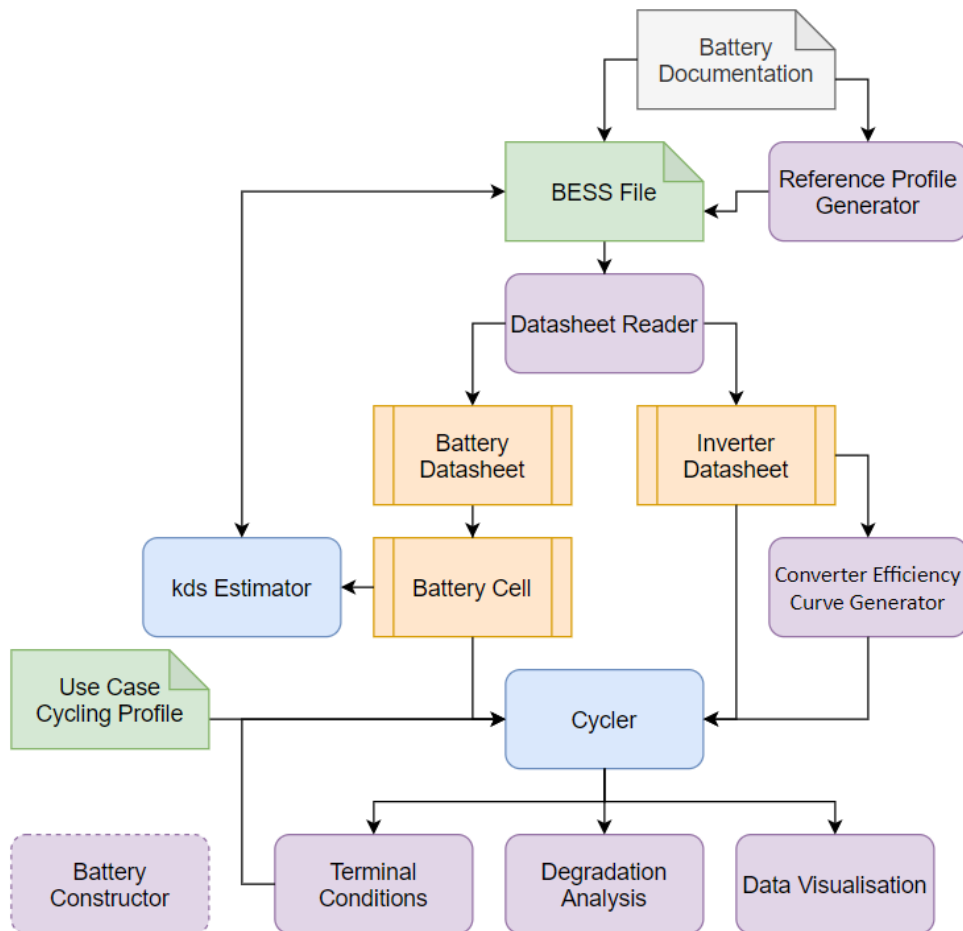 Battery
Documentation
BESS File
Reference Profile
Generator
Datasheet Reader
Battery
Datasheet
Inverter
Datasheet
kds Estimator
Battery Cell
Converter Efficiency
Curve Generator
Use Case
Cycling Profile
Cycler
Battery
Constructor
Terminal
Conditions
Degradation
Analysis
Data Visualisation